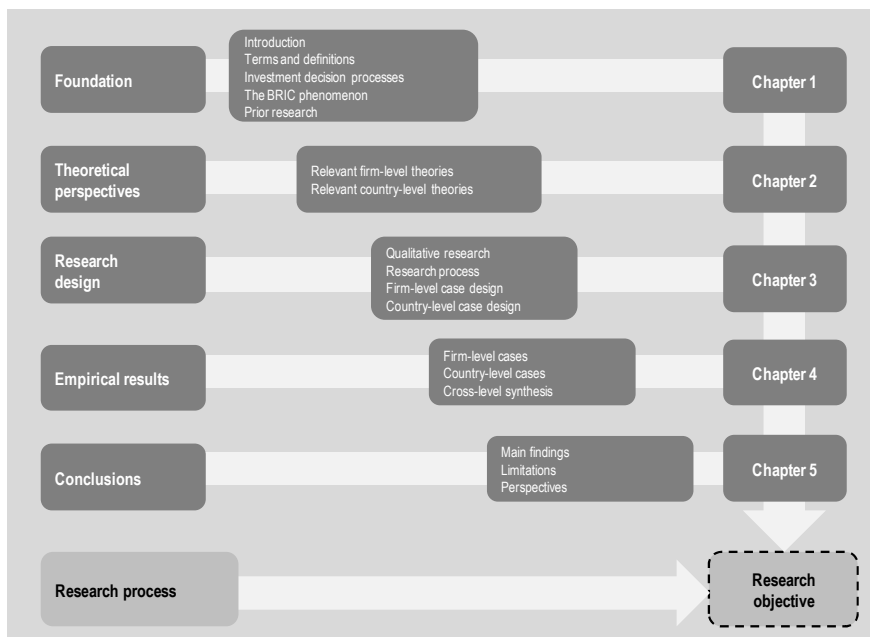 Foundation
Introduction
Terms and definitions
Investment decision processes
The BRIC phenomenon
Prior research
Chapter 1
Theoretical
perspectives
Relevant firm-level theories
Relevant country-level theories
Chapter 2
Research
design
Qualitative research
Research process
Firm-level case design
Country-level case design
Chapter 3
Empirical results
Firm-level cases
Country-level cases
Cross-level synthesis
Chapter 4
Conclusions
Main findings
Limitations
Perspectives
Chapter 5
Research process
Research
objective